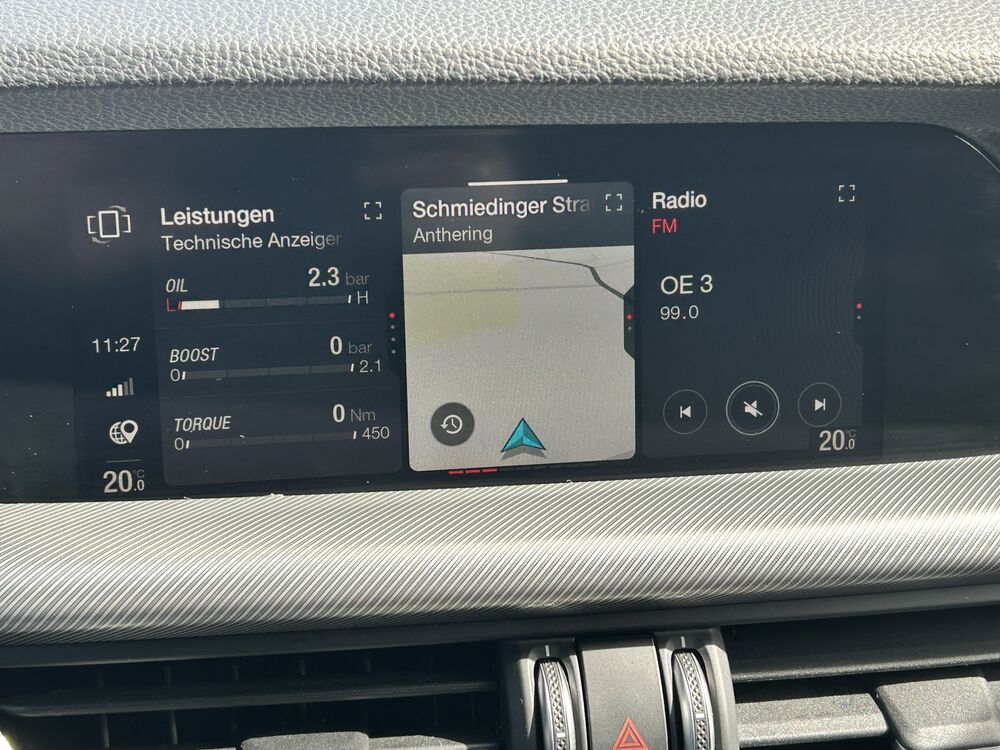 Leistungen
Technische Anzeigen
OIL 2.3 bar
L H
BOOST 0 bar
0 2.1
TORQUE 0 Nm
0 450
11:27
20.0 °C
Schmiedinger Stra
Anthering
Radio
FM
OE 3
99.0
20.0 °C